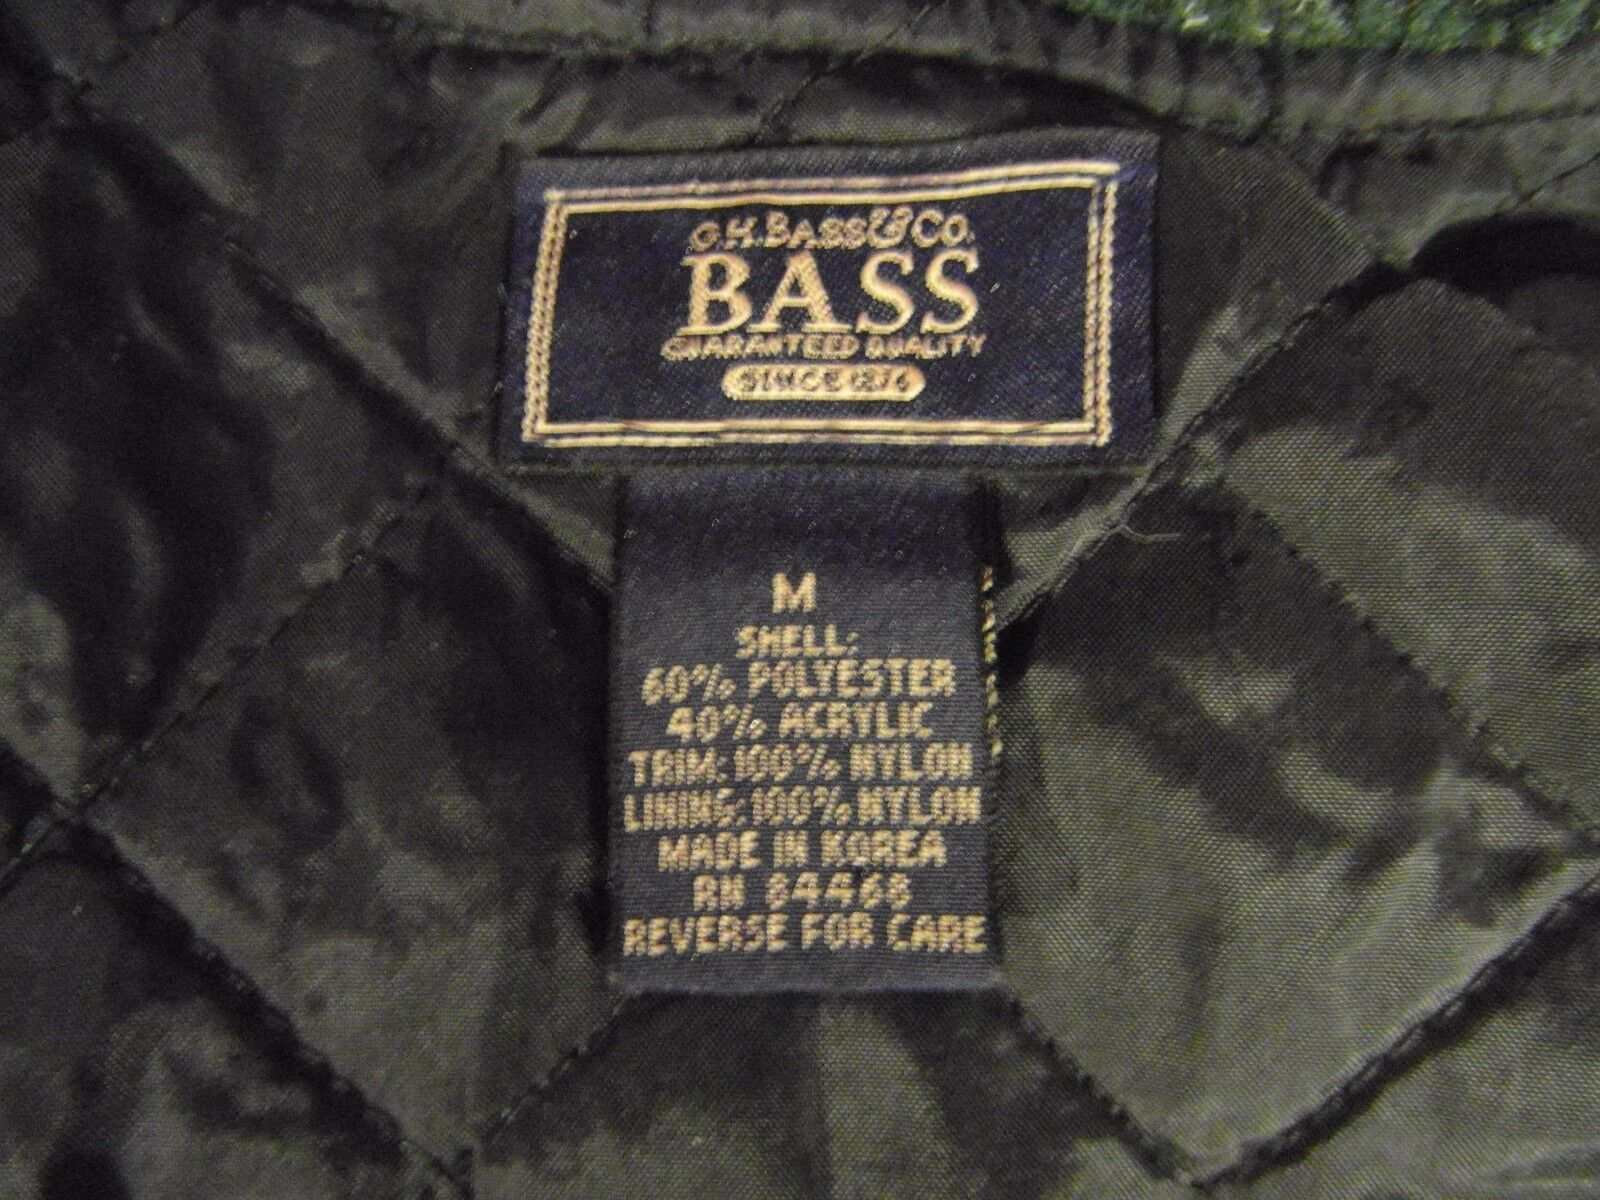 G.H.BASS&CO.
BASS
GUARANTEED QUALITY
SINCE 1876
M
SHELL:
60% POLYESTER
40% ACRYLIC
TRIM: 100% NYLON
LINING: 100% NYLON
MADE IN KOREA
RN 84468
REVERSE FOR CARE